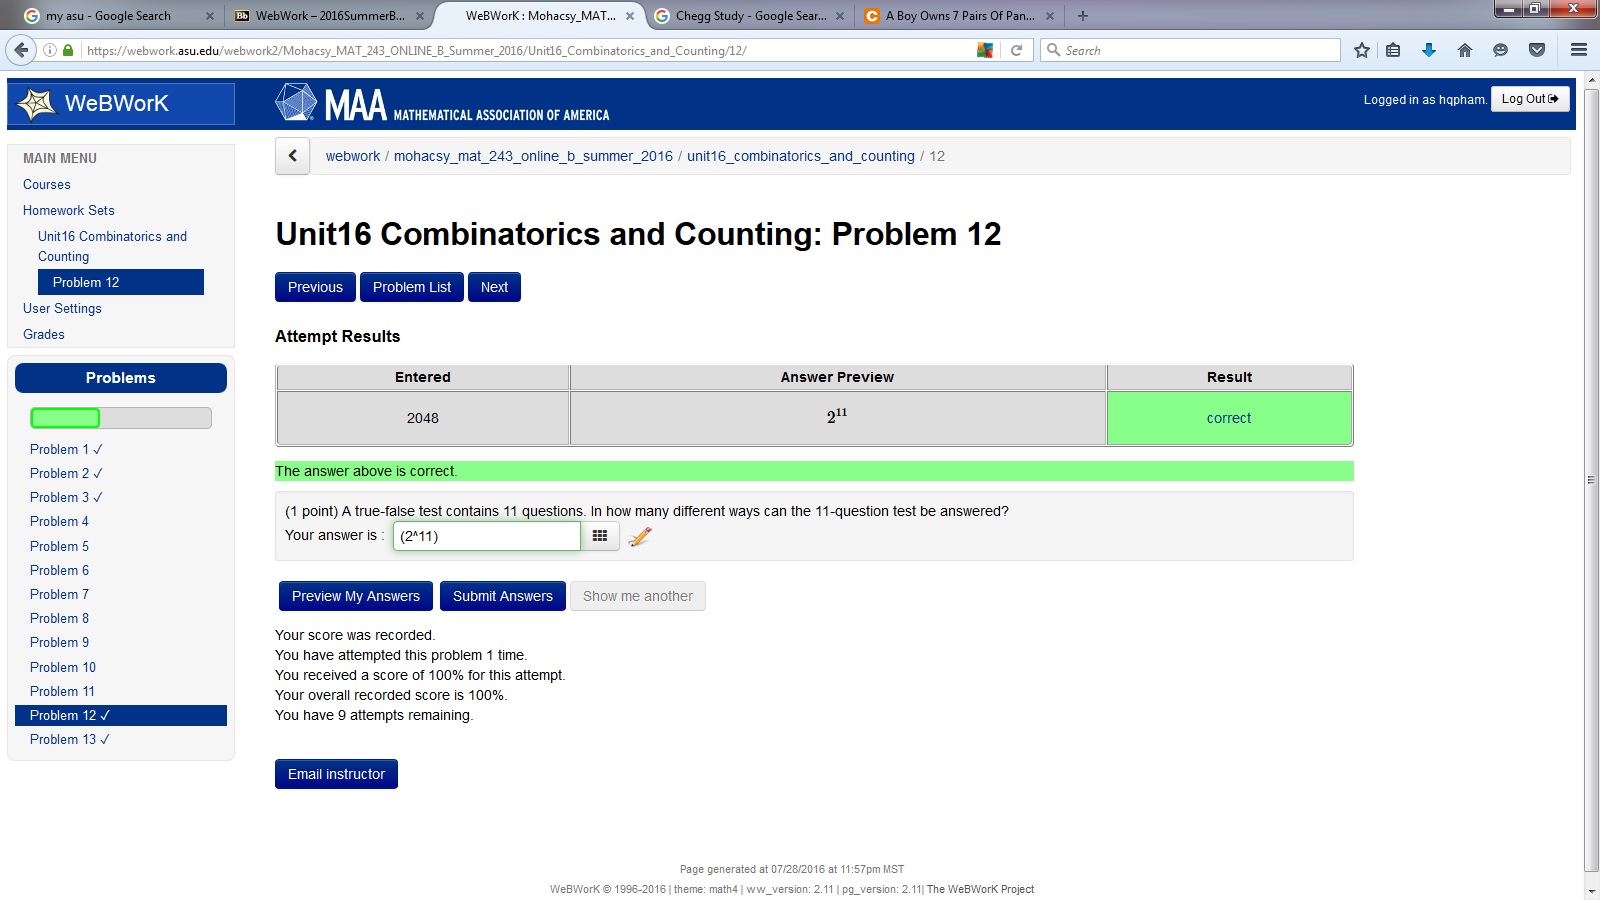 my asu - Google Search
WebWork – 2016SummerB...
WeBWorK : Mohacsy_MAT...
Chegg Study - Google Sear...
A Boy Owns 7 Pairs Of Pan...
https://webwork.asu.edu/webwork2/Mohacsy_MAT_243_ONLINE_B_Summer_2016/Unit16_Combinatorics_and_Counting/12/
Search
WeBWorK
MAA MATHEMATICAL ASSOCIATION OF AMERICA
Logged in as hqpham.
Log Out
MAIN MENU
Courses
Homework Sets
Unit16 Combinatorics and
Counting
Problem 12
User Settings
Grades
Problems
Problem 1 ✓
Problem 2 ✓
Problem 3 ✓
Problem 4
Problem 5
Problem 6
Problem 7
Problem 8
Problem 9
Problem 10
Problem 11
Problem 12 ✓
Problem 13 ✓
webwork / mohacsy_mat_243_online_b_summer_2016 / unit16_combinatorics_and_counting / 12
Unit16 Combinatorics and Counting: Problem 12
Previous
Problem List
Next
Attempt Results
Entered
Answer Preview
Result
2048
2¹¹
correct
The answer above is correct.
(1 point) A true-false test contains 11 questions. In how many different ways can the 11-question test be answered?
Your answer is : (2^11)
Preview My Answers
Submit Answers
Show me another
Your score was recorded.
You have attempted this problem 1 time.
You received a score of 100% for this attempt.
Your overall recorded score is 100%.
You have 9 attempts remaining.
Email instructor
Page generated at 07/28/2016 at 11:57pm MST
WeBWorK © 1996-2016 | theme: math4 | ww_version: 2.11 | pg_version: 2.11| The WeBWorK Project